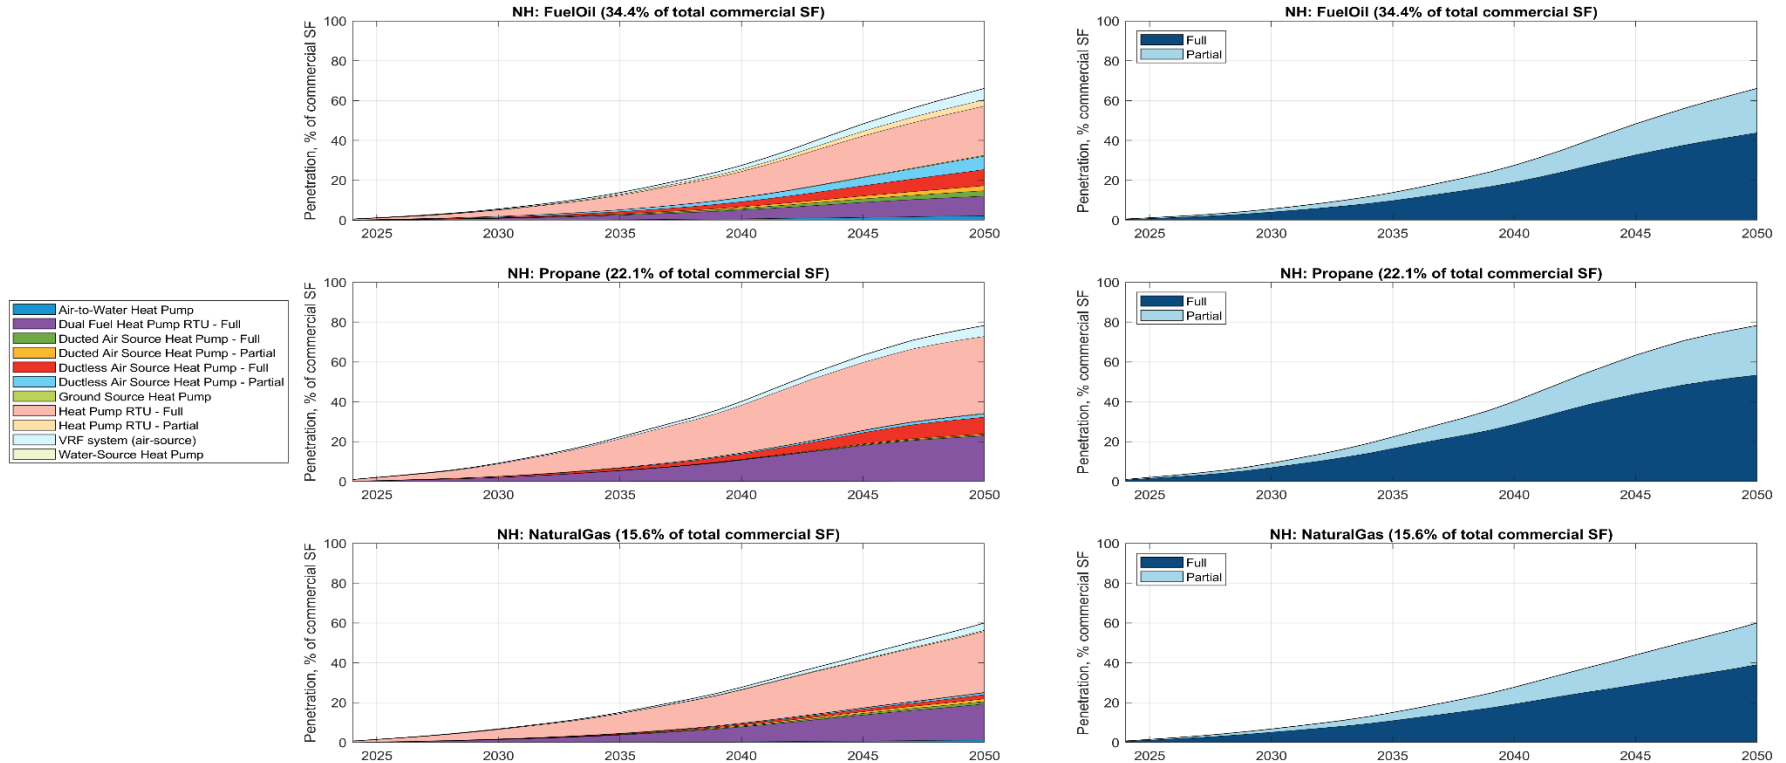 NH: FuelOil (34.4% of total commercial SF)
Penetration, % of commercial SF
100
80
60
40
20
0
2025 2030 2035 2040 2045 2050
NH: FuelOil (34.4% of total commercial SF)
Penetration, % commercial SF
100
80
60
40
20
0
Full
Partial
2025 2030 2035 2040 2045 2050
Air-to-Water Heat Pump
Dual Fuel Heat Pump RTU - Full
Ducted Air Source Heat Pump - Full
Ducted Air Source Heat Pump - Partial
Ductless Air Source Heat Pump - Full
Ductless Air Source Heat Pump - Partial
Ground Source Heat Pump
Heat Pump RTU - Full
Heat Pump RTU - Partial
VRF system (air-source)
Water-Source Heat Pump
NH: Propane (22.1% of total commercial SF)
Penetration, % of commercial SF
100
80
60
40
20
0
2025 2030 2035 2040 2045 2050
NH: Propane (22.1% of total commercial SF)
Penetration, % commercial SF
100
80
60
40
20
0
Full
Partial
2025 2030 2035 2040 2045 2050
NH: NaturalGas (15.6% of total commercial SF)
Penetration, % of commercial SF
100
80
60
40
20
0
2025 2030 2035 2040 2045 2050
NH: NaturalGas (15.6% of total commercial SF)
Penetration, % commercial SF
100
80
60
40
20
0
Full
Partial
2025 2030 2035 2040 2045 2050